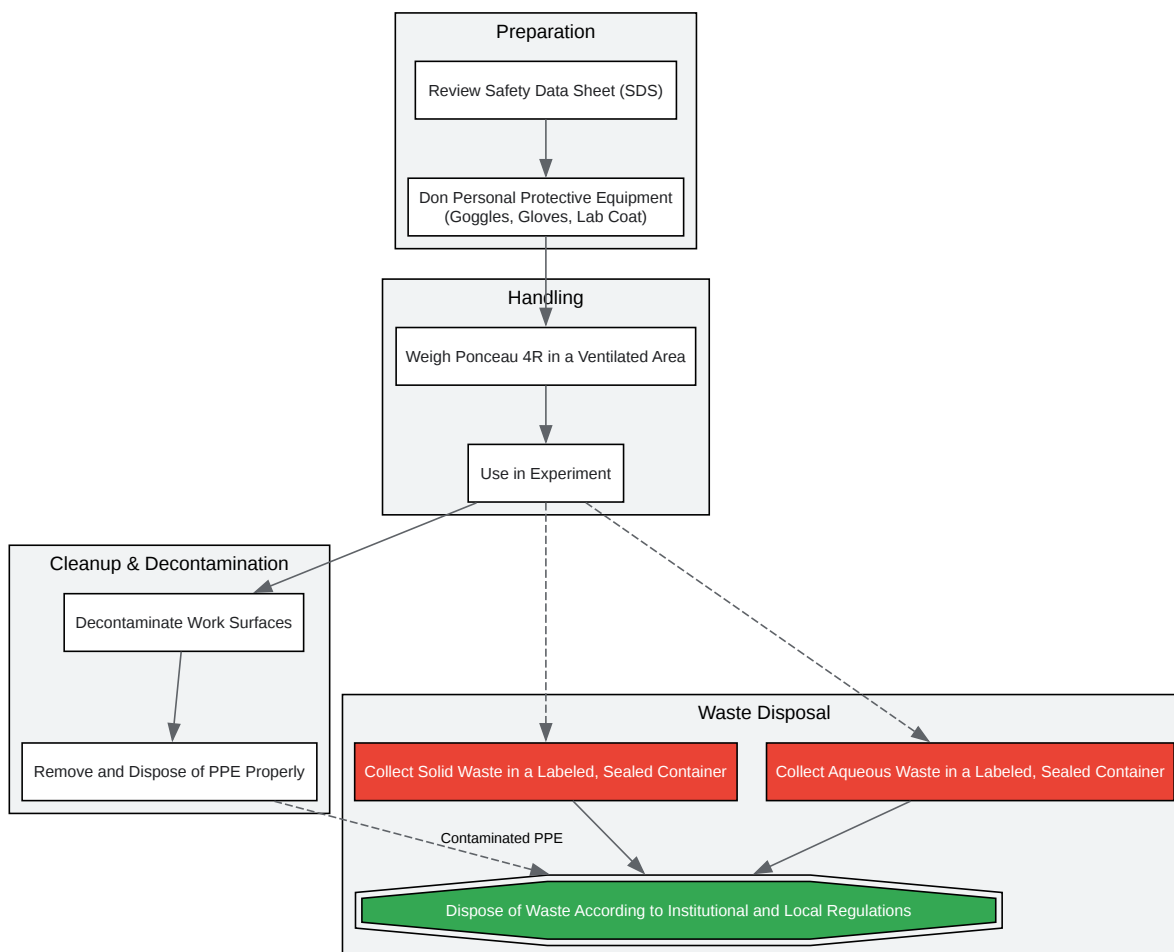 Preparation
Review Safety Data Sheet (SDS)
Don Personal Protective Equipment
(Goggles, Gloves, Lab Coat)
Handling
Weigh Ponceau 4R in a Ventilated Area
Use in Experiment
Cleanup & Decontamination
Decontaminate Work Surfaces
Remove and Dispose of PPE Properly
Waste Disposal
Collect Solid Waste in a Labeled, Sealed Container
Collect Aqueous Waste in a Labeled, Sealed Container
Contaminated PPE
Dispose of Waste According to Institutional and Local Regulations